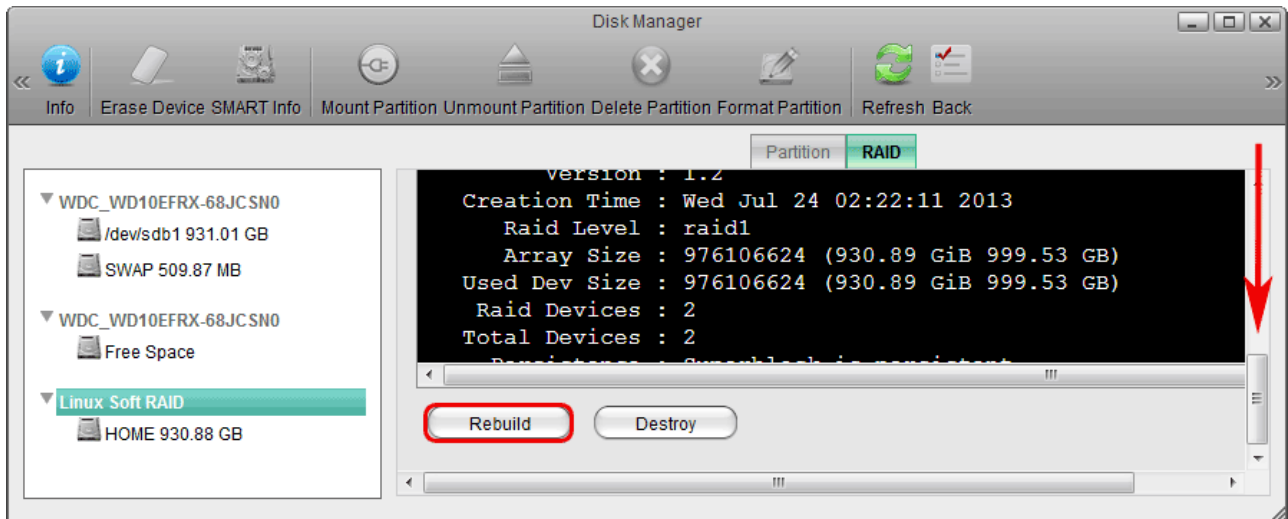 Disk Manager
Info Erase Device SMART Info Mount Partition Unmount Partition Delete Partition Format Partition Refresh Back
Partition RAID
WDC_WD10EFRX-68JCSN0
/dev/sdb1 931.01 GB
SWAP 509.87 MB
WDC_WD10EFRX-68JCSN0
Free Space
Linux Soft RAID
HOME 930.88 GB
Version : 1.2
Creation Time : Wed Jul 24 02:22:11 2013
Raid Level : raid1
Array Size : 976106624 (930.89 GiB 999.53 GB)
Used Dev Size : 976106624 (930.89 GiB 999.53 GB)
Raid Devices : 2
Total Devices : 2
Persistence : Superblock is persistent
Rebuild Destroy